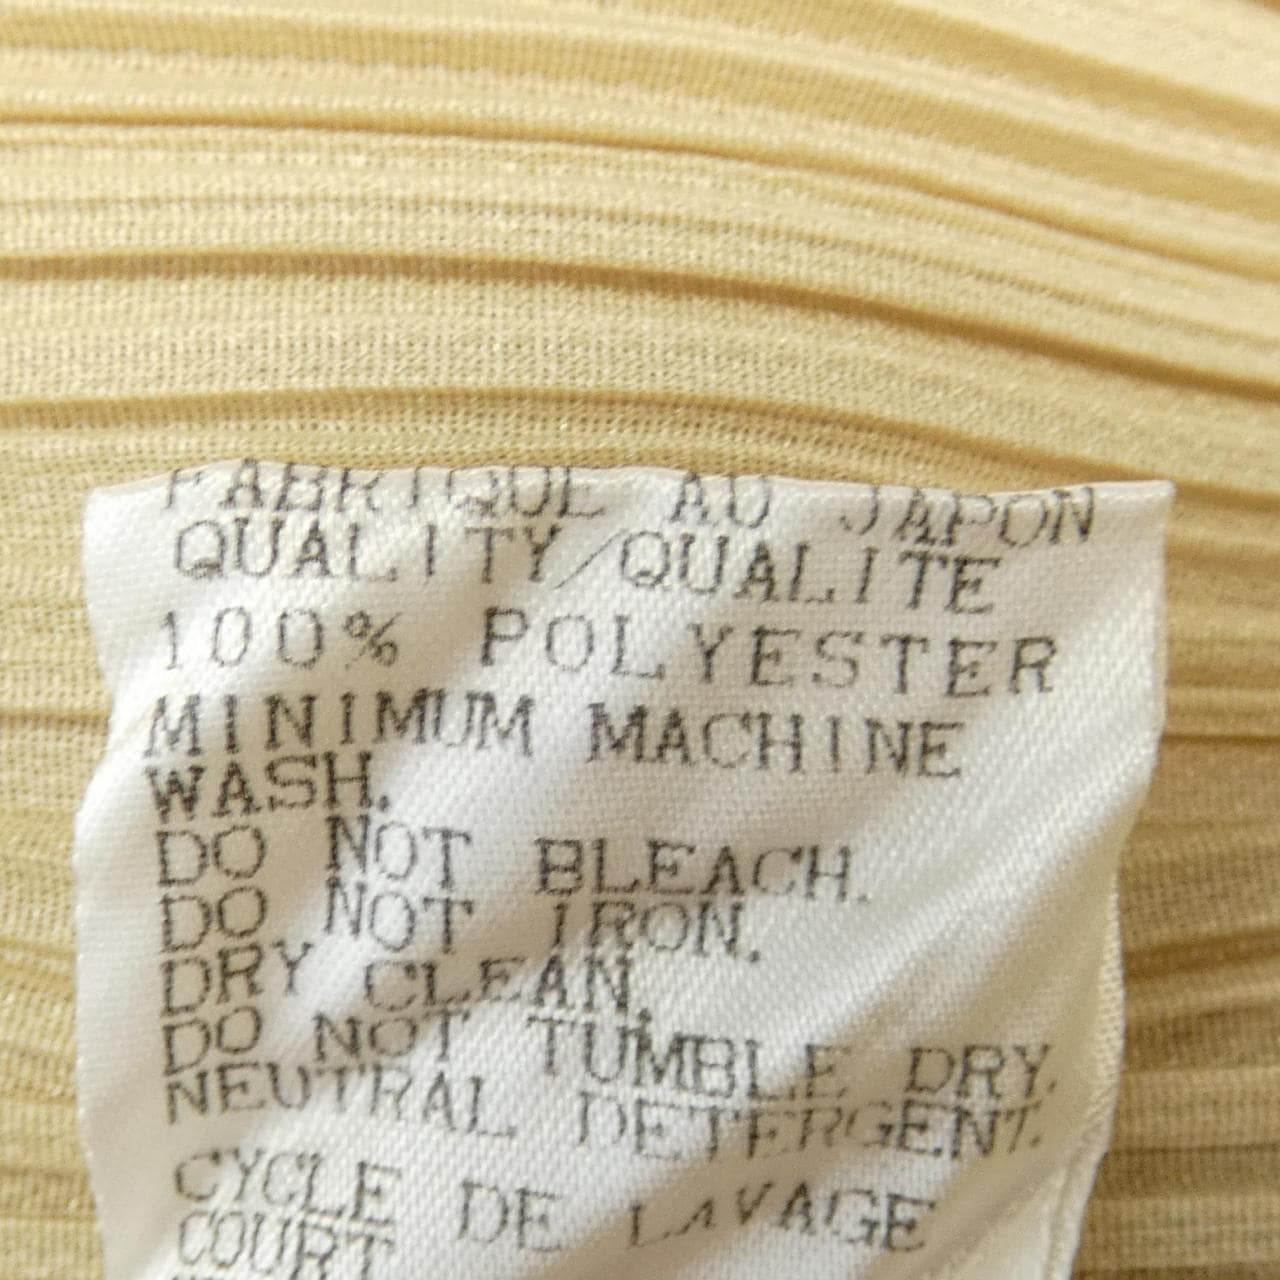 FABRIQUE AU JAPON
QUALITY/QUALITE
100% POLYESTER
MINIMUM MACHINE
WASH.
DO NOT BLEACH.
DO NOT IRON.
DRY CLEAN.
DO NOT TUMBLE DRY.
NEUTRAL DETERGENT.
CYCLE DE LAVAGE
COURT